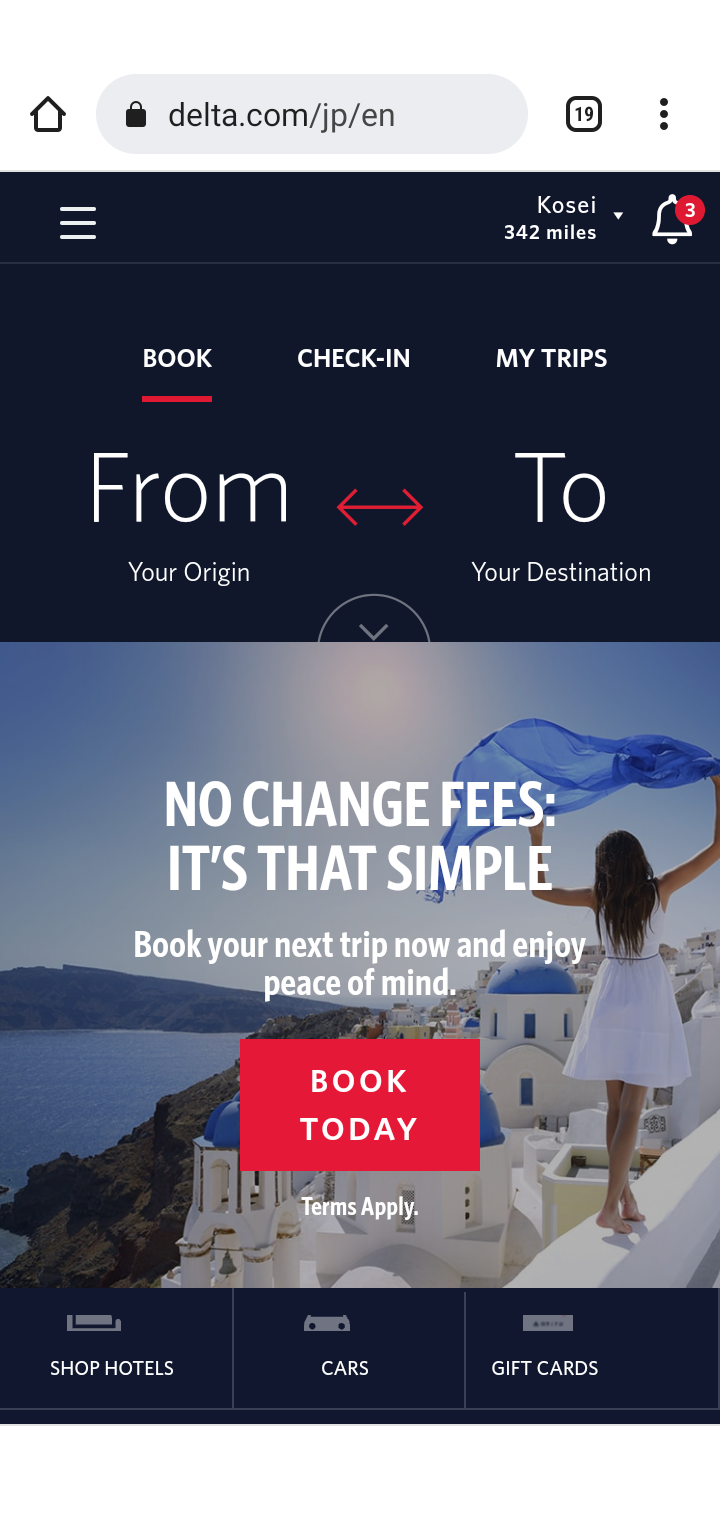 delta.com/jp/en
19
Kosei
342 miles
3
BOOK
CHECK-IN
MY TRIPS
From
To
Your Origin
Your Destination
NO CHANGE FEES:
IT'S THAT SIMPLE
Book your next trip now and enjoy
peace of mind.
BOOK
TODAY
Terms Apply.
SHOP HOTELS
CARS
GIFT CARDS